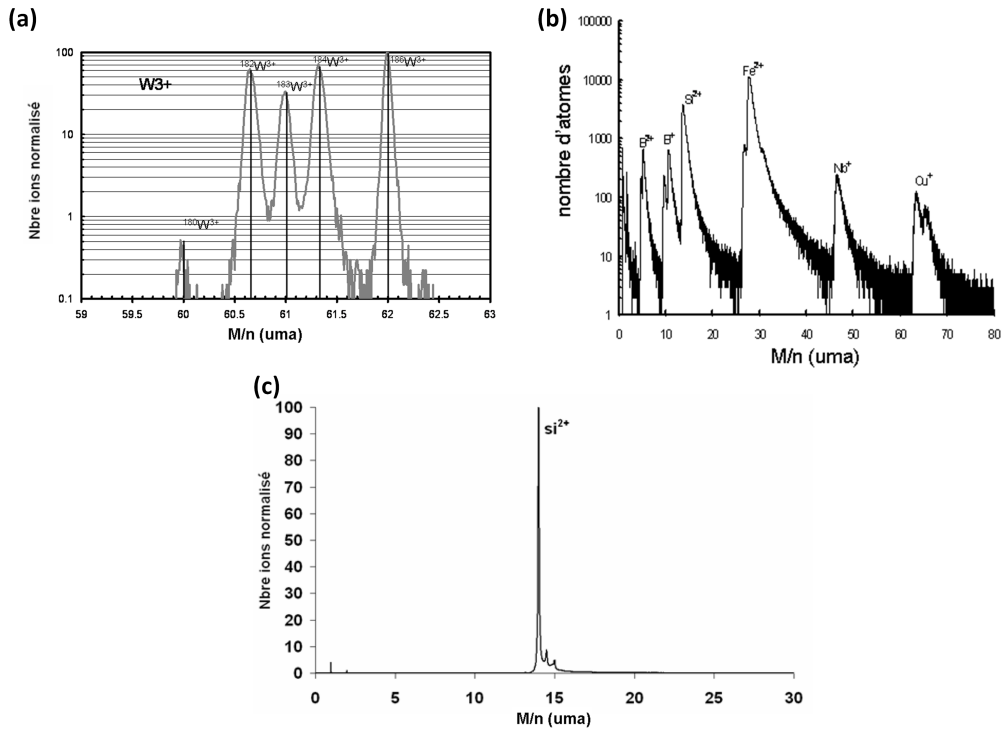 (a)
Nbre ions normalisé
100
10
1
0.1
W3+
180W3+
182W3+
183W3+
184W3+
186W3+
59 59.5 60 60.5 61 61.5 62 62.5 63
M/n (uma)
(b)
nombre d'atomes
100000
10000
1000
100
10
1
B2+
B+
Si2+
Fe2+
Nb+
Cu+
0 10 20 30 40 50 60 70 80
M/n (uma)
(c)
Nbre ions normalisé
100
90
80
70
60
50
40
30
20
10
0
si2+
0 5 10 15 20 25 30
M/n (uma)